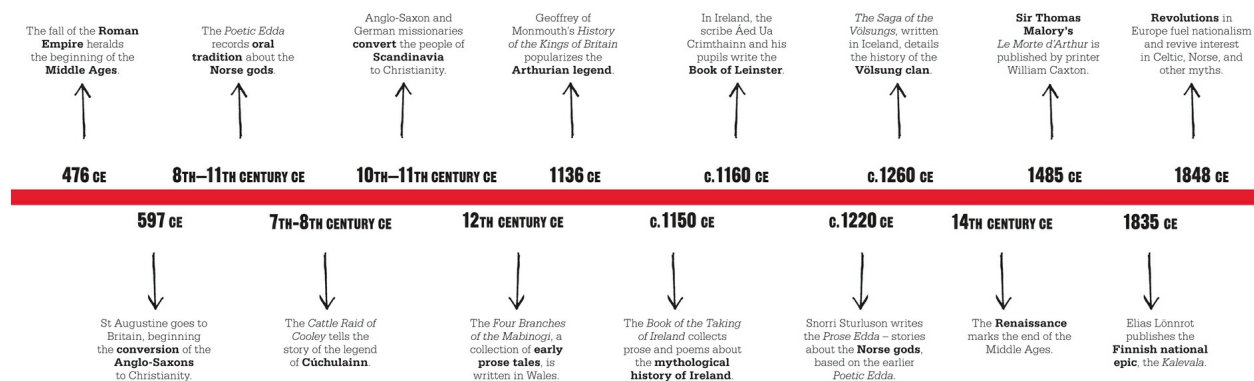 The fall of the Roman
Empire heralds
the beginning of the
Middle Ages.
476 CE
St Augustine goes to
Britain, beginning
the conversion of the
Anglo-Saxons
to Christianity.
597 CE
The Poetic Edda
records oral
tradition about the
Norse gods.
8TH–11TH CENTURY CE
The Cattle Raid of
Cooley tells the
story of the legend
of Cúchulainn.
7TH-8TH CENTURY CE
Anglo-Saxon and
German missionaries
convert the people of
Scandinavia
to Christianity.
10TH–11TH CENTURY CE
The Four Branches
of the Mabinogi, a
collection of early
prose tales, is
written in Wales.
12TH CENTURY CE
Geoffrey of
Monmouth's History
of the Kings of Britain
popularizes the
Arthurian legend.
1136 CE
The Book of the Taking
of Ireland collects
prose and poems about
the mythological
history of Ireland.
c.1150 CE
In Ireland, the
scribe Áed Ua
Crimthainn and his
pupils write the
Book of Leinster.
c.1160 CE
Snorri Sturluson writes
the Prose Edda – stories
about the Norse gods,
based on the earlier
Poetic Edda.
c.1220 CE
The Saga of the
Völsungs, written
in Iceland, details
the history of the
Völsung clan.
c.1260 CE
The Renaissance
marks the end of the
Middle Ages.
14TH CENTURY CE
Sir Thomas
Malory's
Le Morte d'Arthur is
published by printer
William Caxton.
1485 CE
Elias Lönnrot
publishes the
Finnish national
epic, the Kalevala.
1835 CE
Revolutions in
Europe fuel nationalism
and revive interest
in Celtic, Norse, and
other myths.
1848 CE